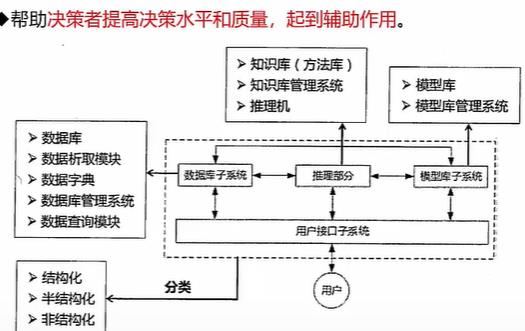 ◆帮助决策者提高决策水平和质量，起到辅助作用。
➢ 知识库（方法库）
➢ 知识库管理系统
➢ 推理机
➢ 模型库
➢ 模型库管理系统
➢ 数据库
➢ 数据析取模块
➢ 数据字典
➢ 数据库管理系统
➢ 数据查询模块
数据库子系统
推理部分
模型库子系统
用户接口子系统
分类
➢ 结构化
➢ 半结构化
➢ 非结构化
用户